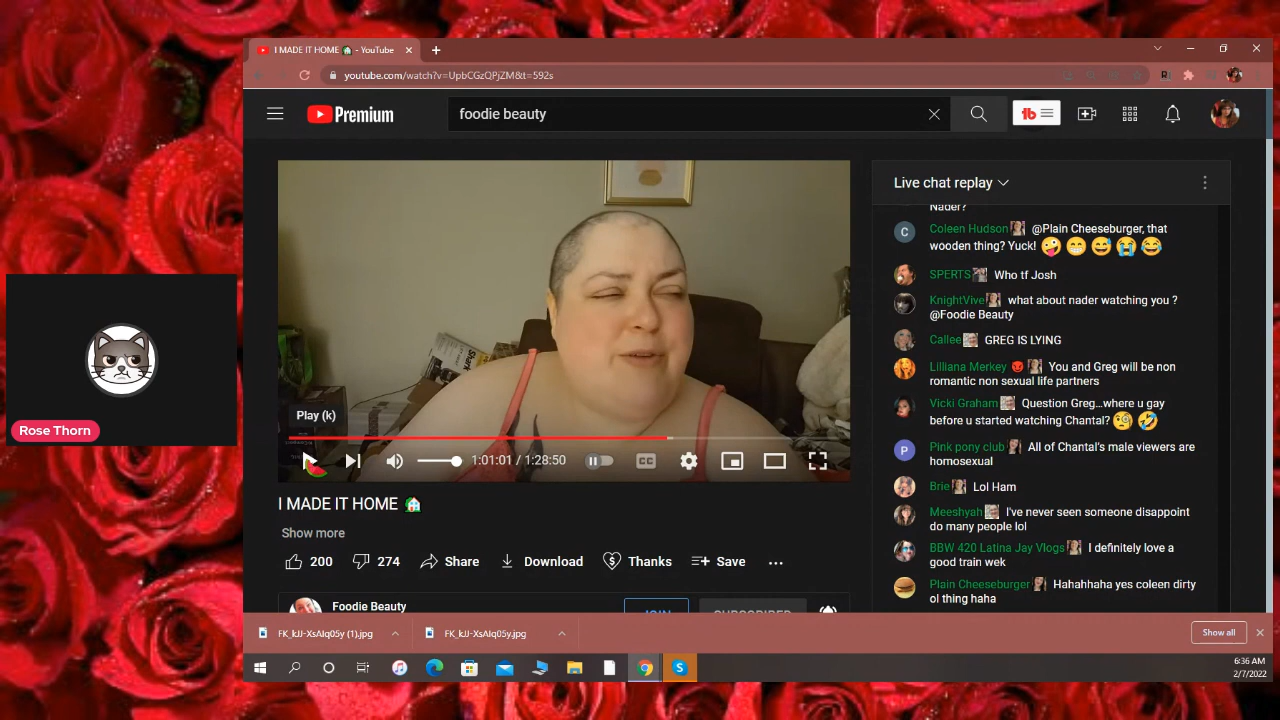 I MADE IT HOME 🏠 - YouTube
youtube.com/watch?v=UpbCGzQPjZM&t=592s
Premium
foodie beauty
Live chat replay
Nader?
Coleen Hudson @Plain Cheeseburger, that
wooden thing? Yuck! 🤪😁😅😭😂
SPERTS Who tf Josh
KnightVive what about nader watching you ?
@Foodie Beauty
Callee GREG IS LYING
Lilliana Merkey 😈 You and Greg will be non
romantic non sexual life partners
Vicki Graham Question Greg...where u gay
before u started watching Chantal? 🧐🤣
P Pink pony club All of Chantal's male viewers are
homosexual
Brie Lol Ham
Meeshyah I've never seen someone disappoint
do many people lol
BBW 420 Latina Jay Vlogs I definitely love a
good train wek
Plain Cheeseburger Hahahhaha yes coleen dirty
ol thing haha
C
Shark
Play (k)
1:01:01 / 1:28:50
CC
Rose Thorn
I MADE IT HOME 🏠
Show more
200
274
Share
Download
Thanks
Save
Foodie Beauty
JOIN
SUBSCRIBED
FK_kJJ-XsAIq05y (1).jpg
FK_kJJ-XsAIq05y.jpg
Show all
6:36 AM
2/7/2022